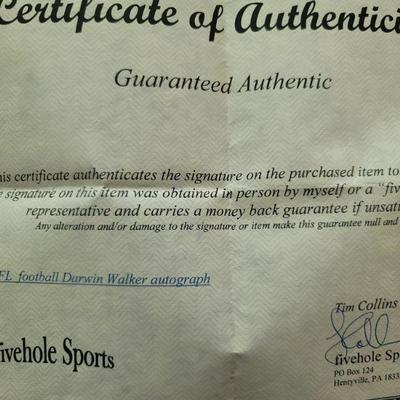 Certificate of Authentici
Guaranteed Authentic
his certificate authenticates the signature on the purchased item to
e signature on this item was obtained in person by myself or a "five
representative and carries a money back guarantee if unsati
Any alteration and/or damage to the signature or item make this guarantee null and
FL football Darwin Walker autograph
Tim Collins
fivehole Sports
fivehole Sp
PO Box 124
Henryville, PA 1833